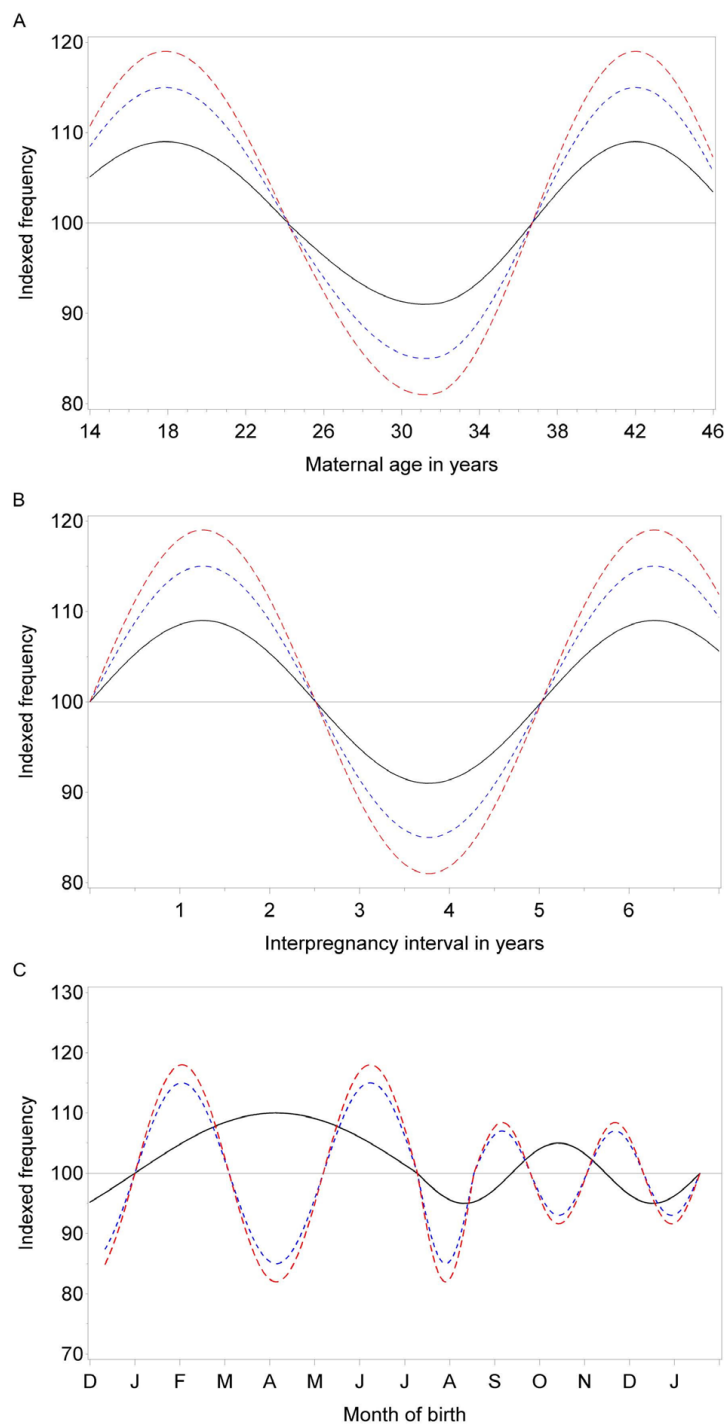 A
120
110
100
90
80
Indexed frequency
14 18 22 26 30 34 38 42 46
Maternal age in years
B
120
110
100
90
80
Indexed frequency
1 2 3 4 5 6
Interpregnancy interval in years
C
130
120
110
100
90
80
70
Indexed frequency
D J F M A M J J A S O N D J
Month of birth